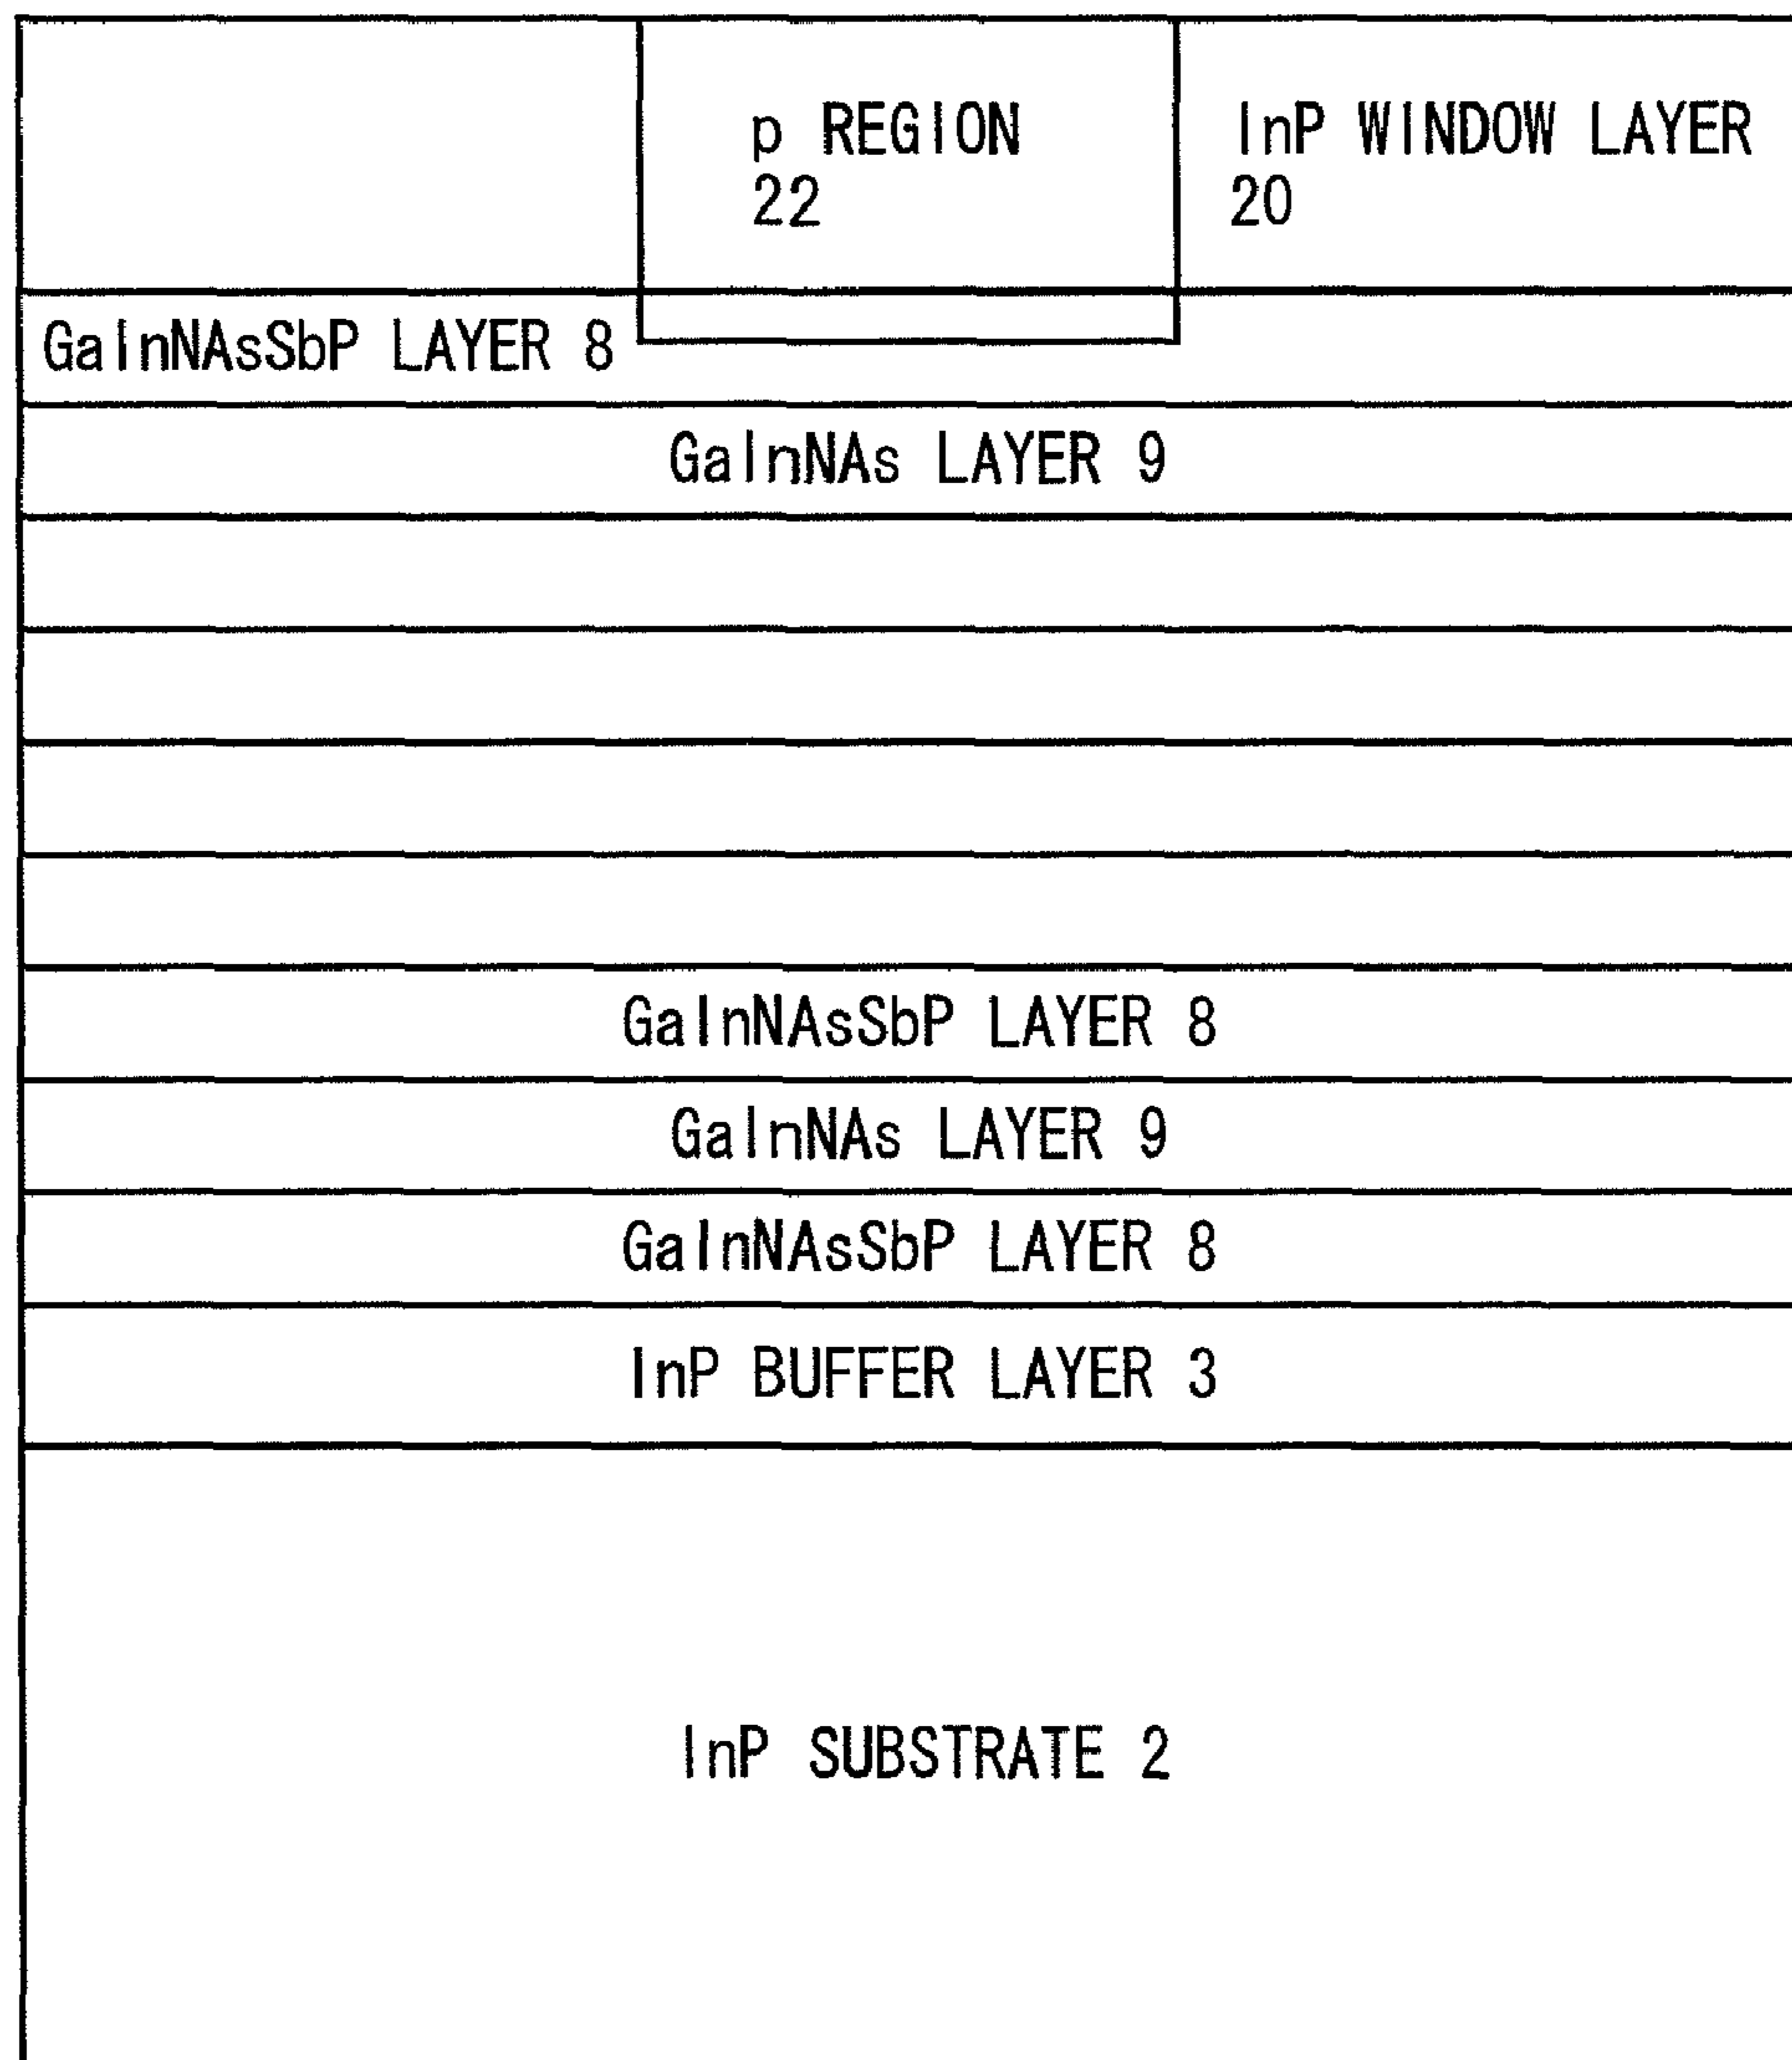 p REGION
22
InP WINDOW LAYER
20
GaInNAsSbP LAYER 8
GaInNAs LAYER 9
GaInNAsSbP LAYER 8
GaInNAs LAYER 9
GaInNAsSbP LAYER 8
InP BUFFER LAYER 3
InP SUBSTRATE 2